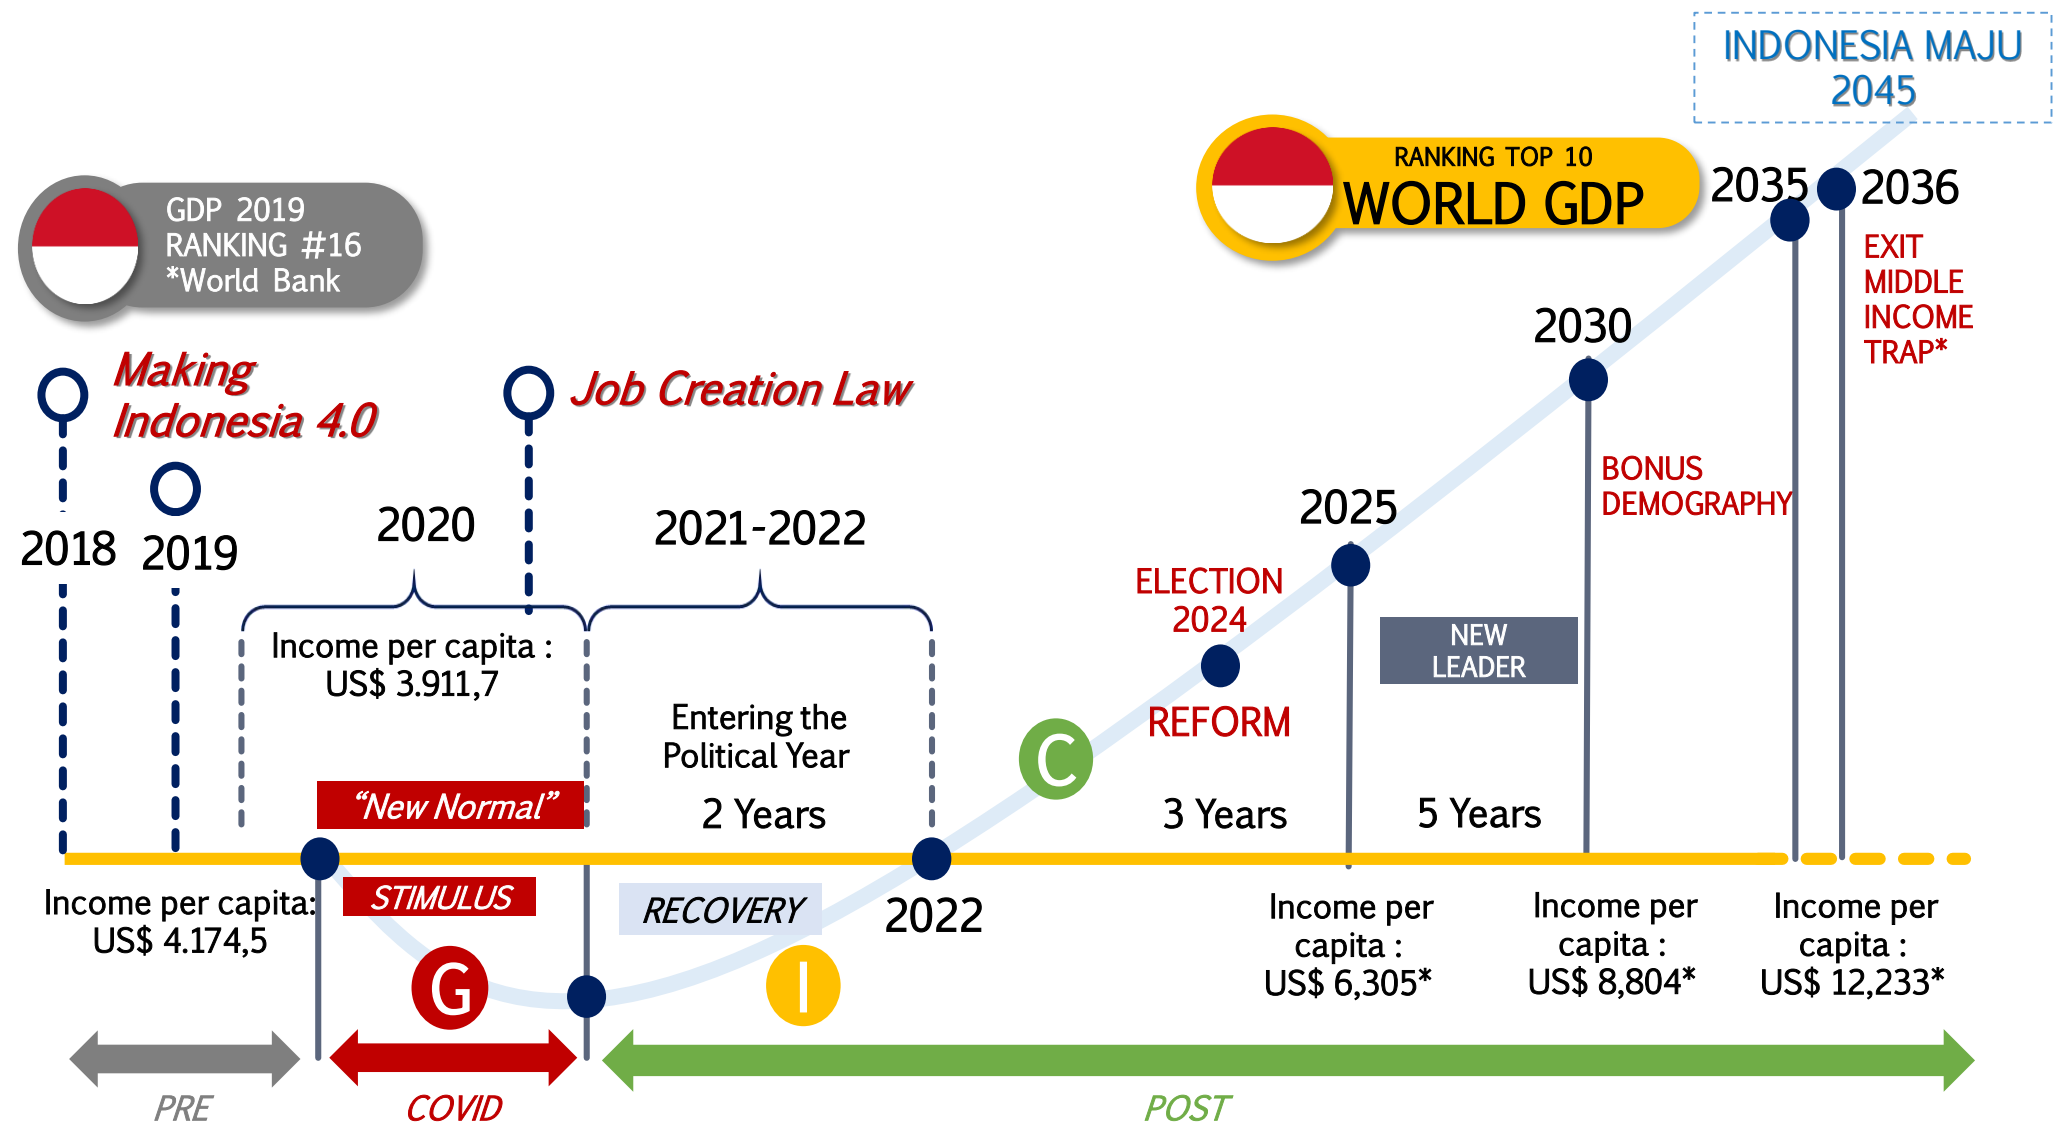 INDONESIA MAJU
2045
RANKING TOP 10
WORLD GDP
2035
2036
GDP 2019
RANKING #16
*World Bank
EXIT
MIDDLE
INCOME
TRAP*
2030
Making
Indonesia 4.0
Job Creation Law
BONUS
DEMOGRAPHY
2018
2019
2020
2021-2022
2025
ELECTION
2024
REFORM
NEW
LEADER
Income per capita :
US$ 3.911,7
Entering the
Political Year
2 Years
C
3 Years
5 Years
“New Normal”
STIMULUS
RECOVERY
2022
Income per capita:
US$ 4.174,5
G
I
Income per
capita :
US$ 6,305*
Income per
capita :
US$ 8,804*
Income per
capita :
US$ 12,233*
PRE
COVID
POST